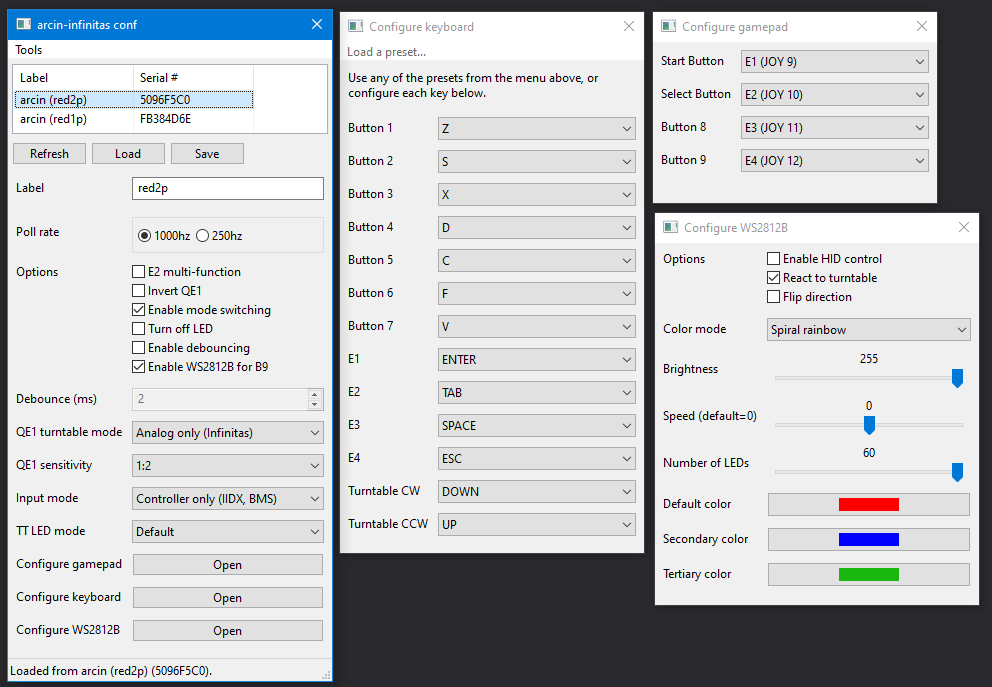 arcin-infinitas conf
Tools
Label Serial #
arcin (red2p) 5096F5C0
arcin (red1p) FB384D6E
Refresh Load Save
Label red2p
Poll rate 1000hz 250hz
Options E2 multi-function
Invert QE1
Enable mode switching
Turn off LED
Enable debouncing
Enable WS2812B for B9
Debounce (ms) 2
QE1 turntable mode Analog only (Infinitas)
QE1 sensitivity 1:2
Input mode Controller only (IIDX, BMS)
TT LED mode Default
Configure gamepad Open
Configure keyboard Open
Configure WS2812B Open
Loaded from arcin (red2p) (5096F5C0).
Configure keyboard
Load a preset...
Use any of the presets from the menu above, or
configure each key below.
Button 1 Z
Button 2 S
Button 3 X
Button 4 D
Button 5 C
Button 6 F
Button 7 V
E1 ENTER
E2 TAB
E3 SPACE
E4 ESC
Turntable CW DOWN
Turntable CCW UP
Configure gamepad
Start Button E1 (JOY 9)
Select Button E2 (JOY 10)
Button 8 E3 (JOY 11)
Button 9 E4 (JOY 12)
Configure WS2812B
Options Enable HID control
React to turntable
Flip direction
Color mode Spiral rainbow
Brightness 255
Speed (default=0) 0
Number of LEDs 60
Default color
Secondary color
Tertiary color